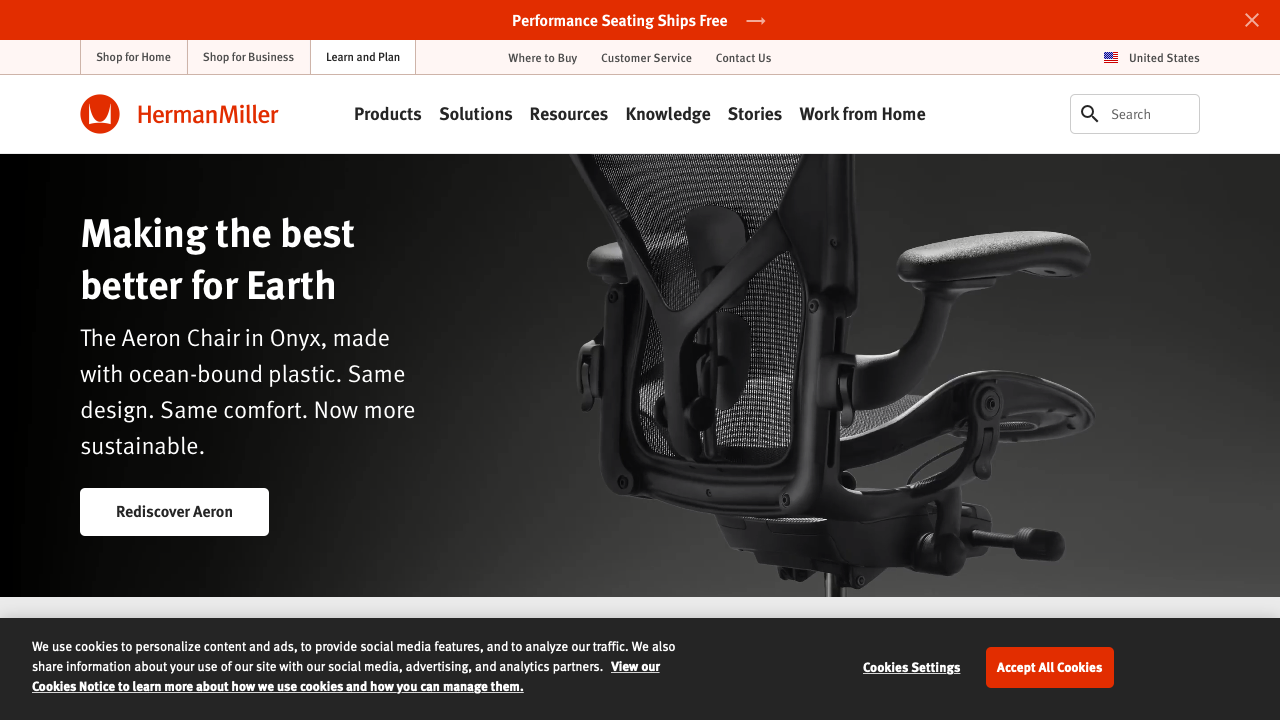 Performance Seating Ships Free
Shop for Home
Shop for Business
Learn and Plan
Where to Buy
Customer Service
Contact Us
United States
HermanMiller
Products
Solutions
Resources
Knowledge
Stories
Work from Home
Search
Making the best
better for Earth
The Aeron Chair in Onyx, made
with ocean-bound plastic. Same
design. Same comfort. Now more
sustainable.
Rediscover Aeron
We use cookies to personalize content and ads, to provide social media features, and to analyze our traffic. We also
share information about your use of our site with our social media, advertising, and analytics partners. View our
Cookies Notice to learn more about how we use cookies and how you can manage them.
Cookies Settings
Accept All Cookies